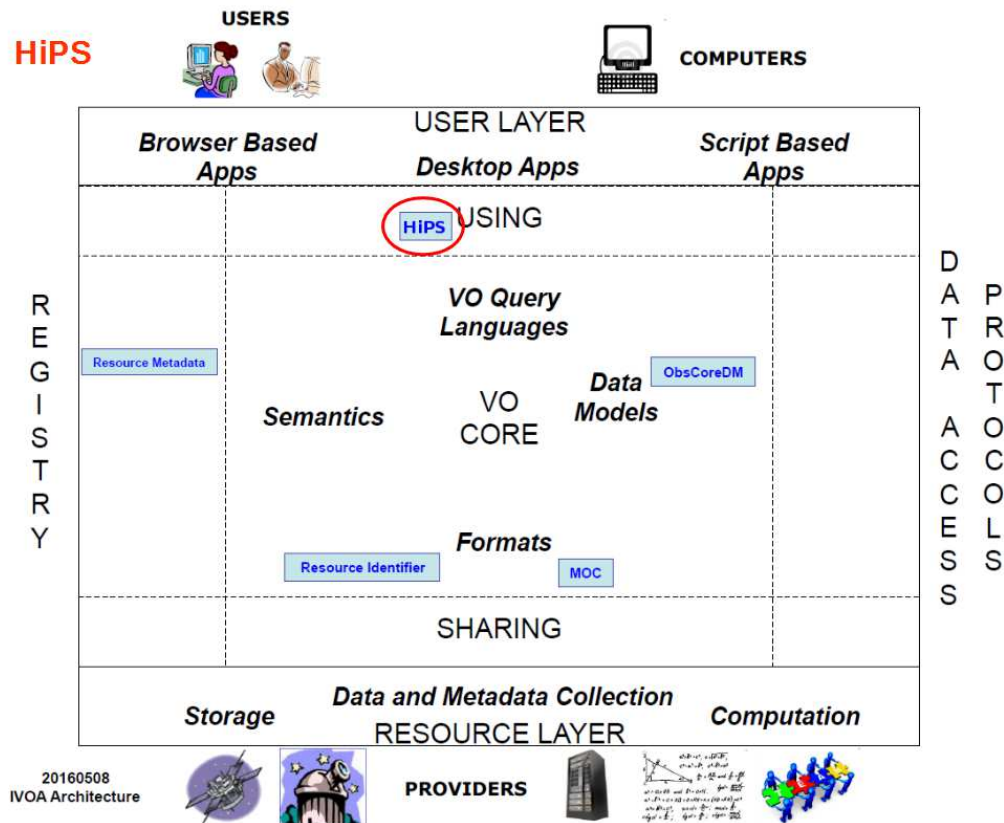 USERS
HiPS
COMPUTERS
USER LAYER
Browser Based
Apps
Desktop Apps
Script Based
Apps
HiPS
USING
REGISTRY
DATA ACCESS
PROTOCOLS
VO Query
Languages
Resource Metadata
ObsCoreDM
Data
Models
Semantics
VO
CORE
Formats
Resource Identifier
MOC
SHARING
Data and Metadata Collection
Storage
Computation
RESOURCE LAYER
20160508
IVOA Architecture
PROVIDERS